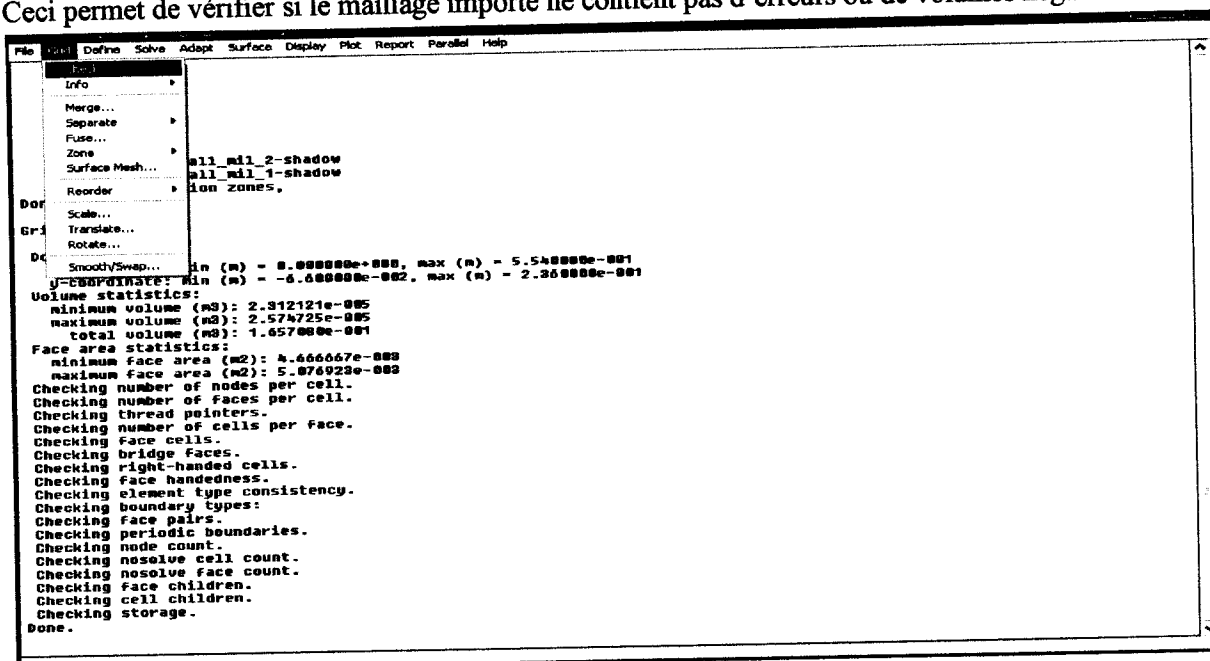 Ceci permet de vérifier si le maillage importé ne contient pas d'erreurs ou de volumes
File Grid Define Solve Adapt Surface Display Plot Report Parallel Help
Info
Merge...
Separate
Fuse...
Zone
Surface Mesh...
Reorder
Scale...
Translate...
Rotate...
Smooth/Swap...
all_mil_2-shadow
all_mil_1-shadow
ion zones,
Don
Gri
Do
in (m) = 0.000000e+000, max (m) = 5.540000e-001
y-coordinate: min (m) = -6.600000e-002, max (m) = 2.360000e-001
Volume statistics:
minimum volume (m3): 2.312121e-005
maximum volume (m3): 2.574725e-005
total volume (m3): 1.657080e-001
Face area statistics:
minimum face area (m2): 4.666667e-003
maximum face area (m2): 5.076923e-003
Checking number of nodes per cell.
Checking number of faces per cell.
Checking thread pointers.
Checking number of cells per face.
Checking face cells.
Checking bridge faces.
Checking right-handed cells.
Checking face handedness.
Checking element type consistency.
Checking boundary types:
Checking face pairs.
Checking periodic boundaries.
Checking node count.
Checking nosolve cell count.
Checking nosolve face count.
Checking face children.
Checking cell children.
Checking storage.
Done.